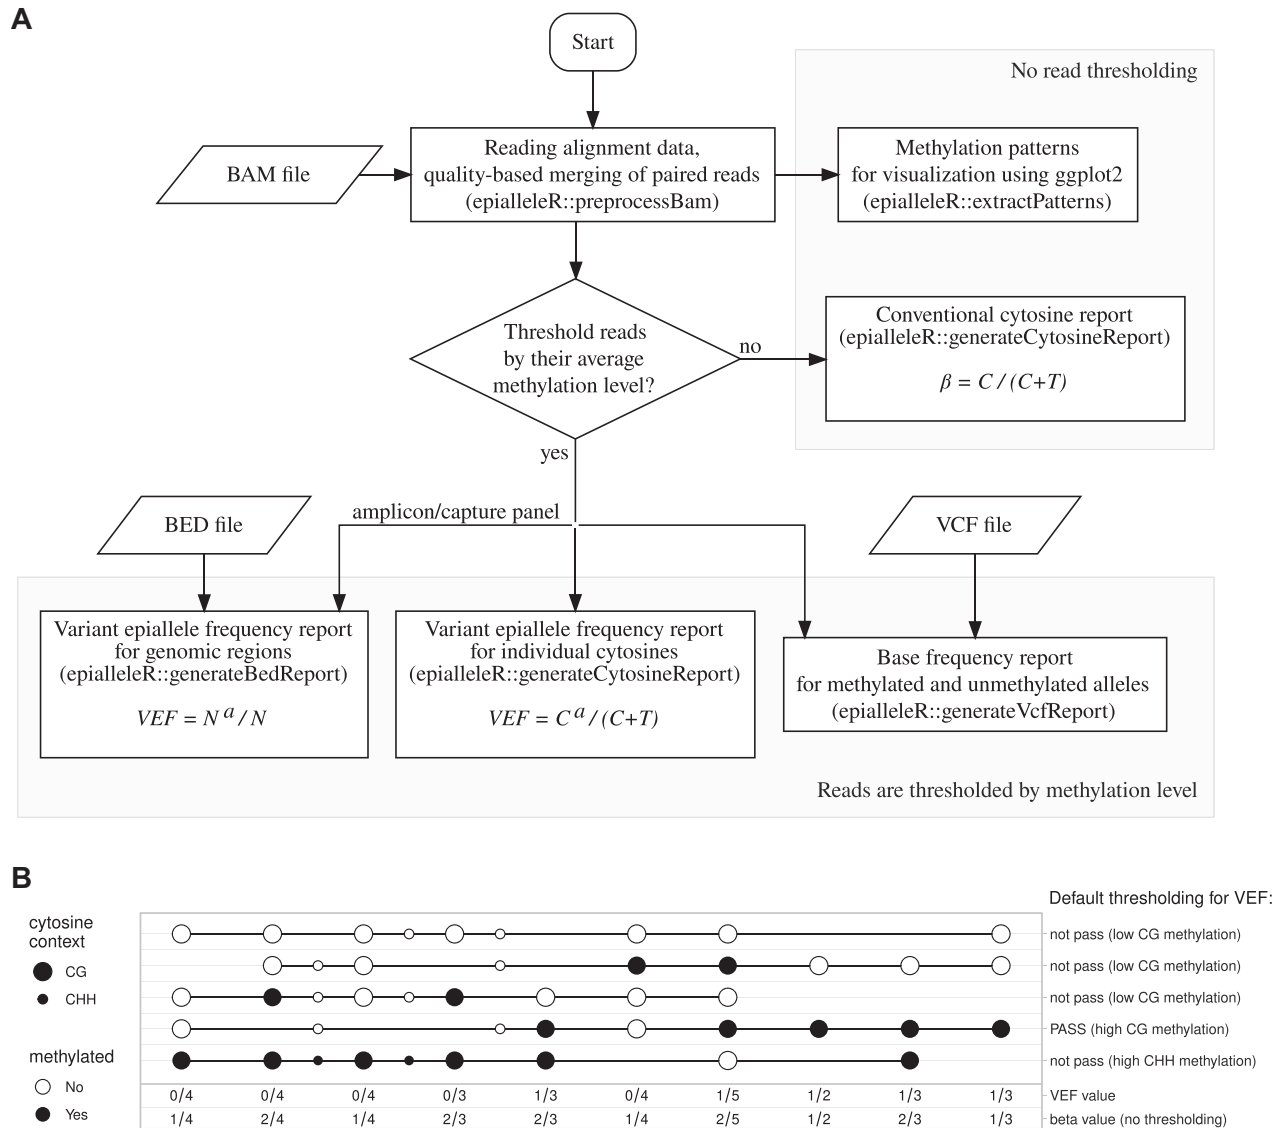 A
Start
No read thresholding
BAM file
Reading alignment data,
quality-based merging of paired reads
(epialleleR::preprocessBam)
Methylation patterns
for visualization using ggplot2
(epialleleR::extractPatterns)
Threshold reads
by their average
methylation level?
no
Conventional cytosine report
(epialleleR::generateCytosineReport)
β = C / (C+T)
yes
amplicon/capture panel
BED file
VCF file
Variant epiallele frequency report
for genomic regions
(epialleleR::generateBedReport)
VEF = N a / N
Variant epiallele frequency report
for individual cytosines
(epialleleR::generateCytosineReport)
VEF = C a / (C+T)
Base frequency report
for methylated and unmethylated alleles
(epialleleR::generateVcfReport)
Reads are thresholded by methylation level
B
Default thresholding for VEF:
cytosine
context
CG
CHH
methylated
No
Yes
not pass (low CG methylation)
not pass (low CG methylation)
not pass (low CG methylation)
PASS (high CG methylation)
not pass (high CHH methylation)
0/4 0/4 0/4 0/3 1/3 0/4 1/5 1/2 1/3 1/3 VEF value
1/4 2/4 1/4 2/3 2/3 1/4 2/5 1/2 2/3 1/3 beta value (no thresholding)